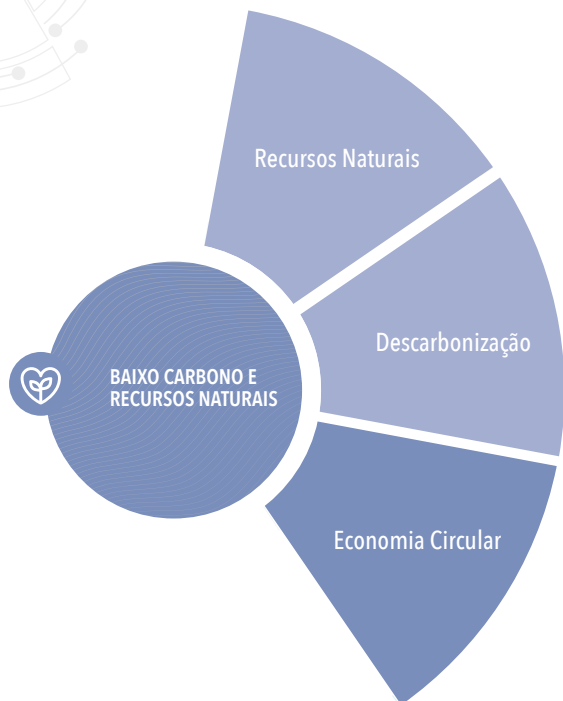 Recursos Naturais
Descarbonização
BAIXO CARBONO E
RECURSOS NATURAIS
Economia Circular